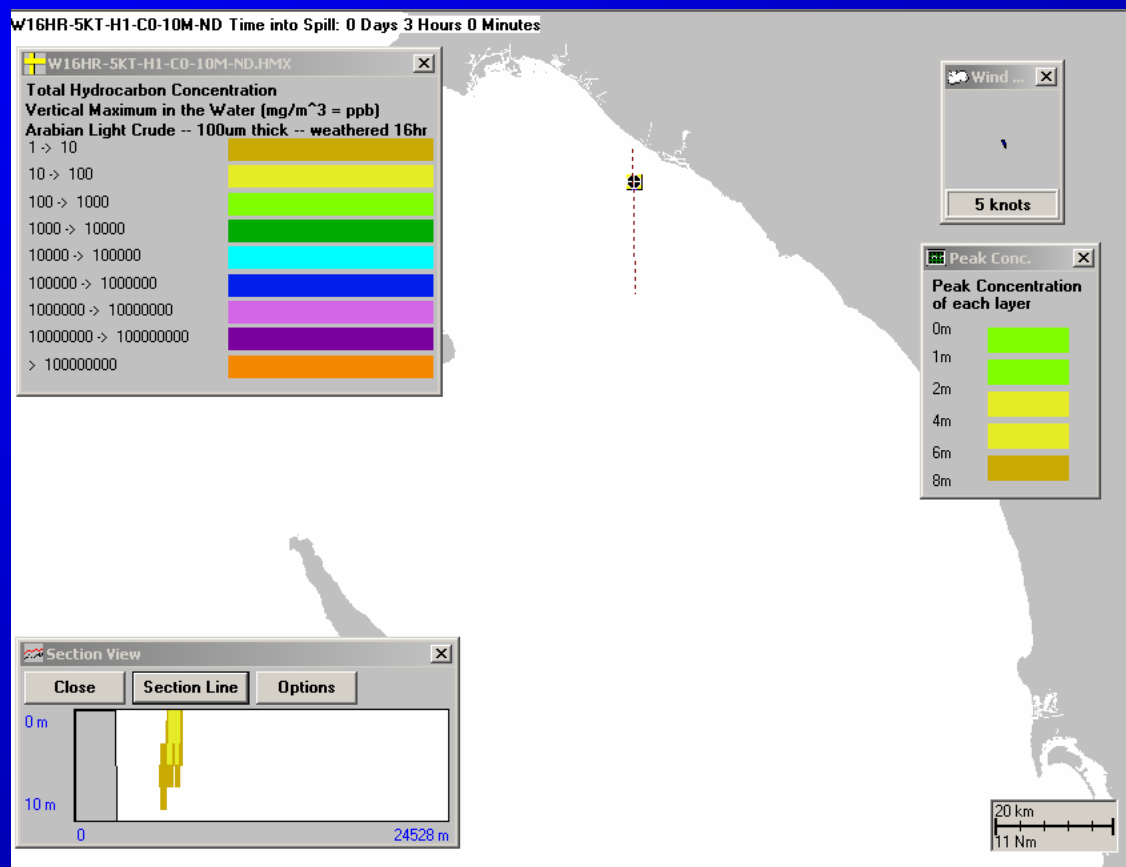 W16HR-5KT-H1-C0-10M-ND Time into Spill: 0 Days 3 Hours 0 Minutes
W16HR-5KT-H1-C0-10M-ND.HMX
Total Hydrocarbon Concentration
Vertical Maximum in the Water (mg/m^3 = ppb)
Arabian Light Crude -- 100um thick -- weathered 16hr
1 -> 10
10 -> 100
100 -> 1000
1000 -> 10000
10000 -> 100000
100000 -> 1000000
1000000 -> 10000000
10000000 -> 100000000
> 100000000
Wind ...
5 knots
Peak Conc.
Peak Concentration
of each layer
0m
1m
2m
4m
6m
8m
Section View
Close Section Line Options
0 m
10 m
0 24528 m
20 km
11 Nm